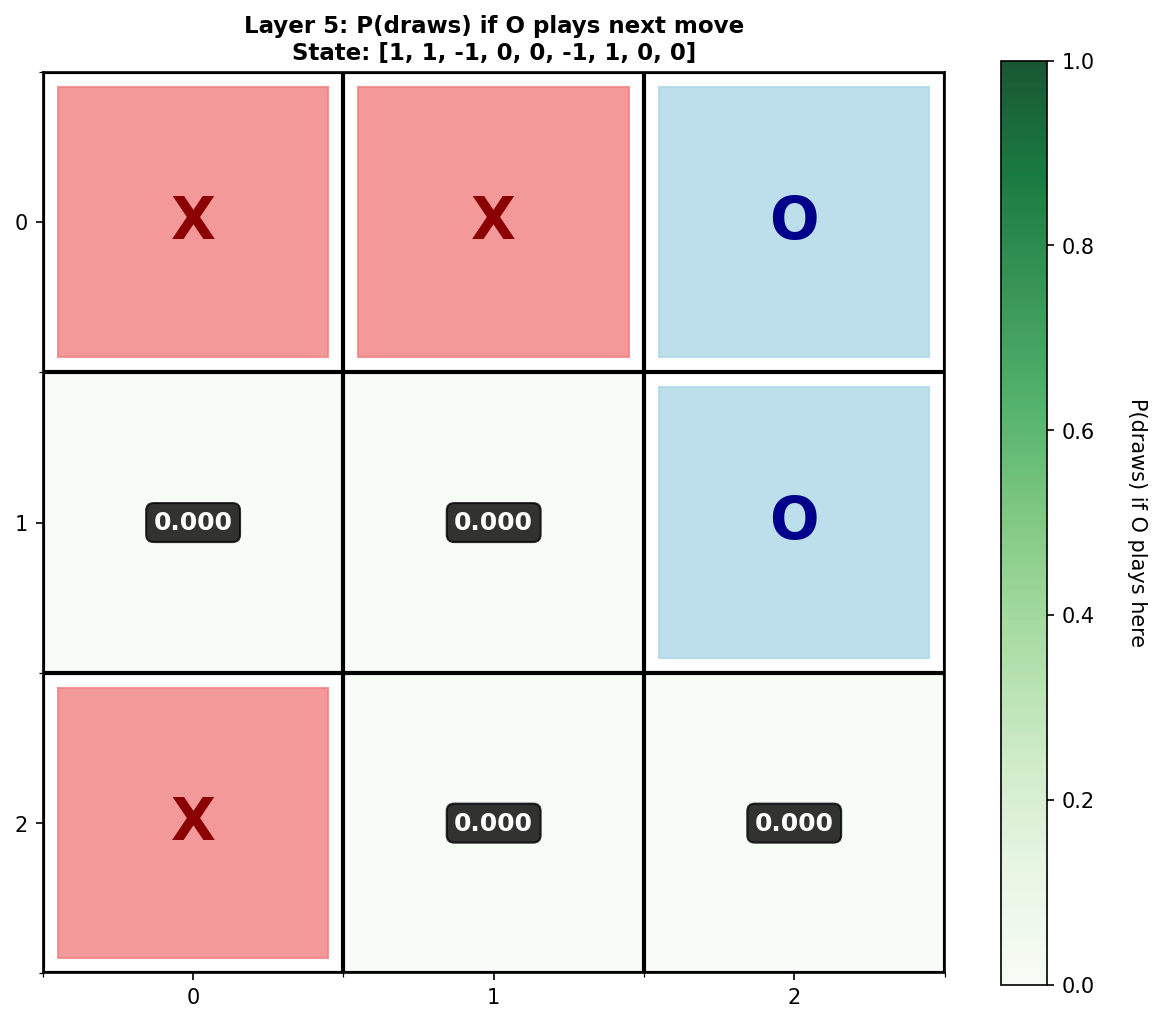 Layer 5: P(draws) if O plays next move
State: [1, 1, -1, 0, 0, -1, 1, 0, 0]
1.0
0.8
0.6
0.4
0.2
0.0
P(draws) if O plays here
0
X
X
O
1
0.000
0.000
O
2
X
0.000
0.000
0
1
2